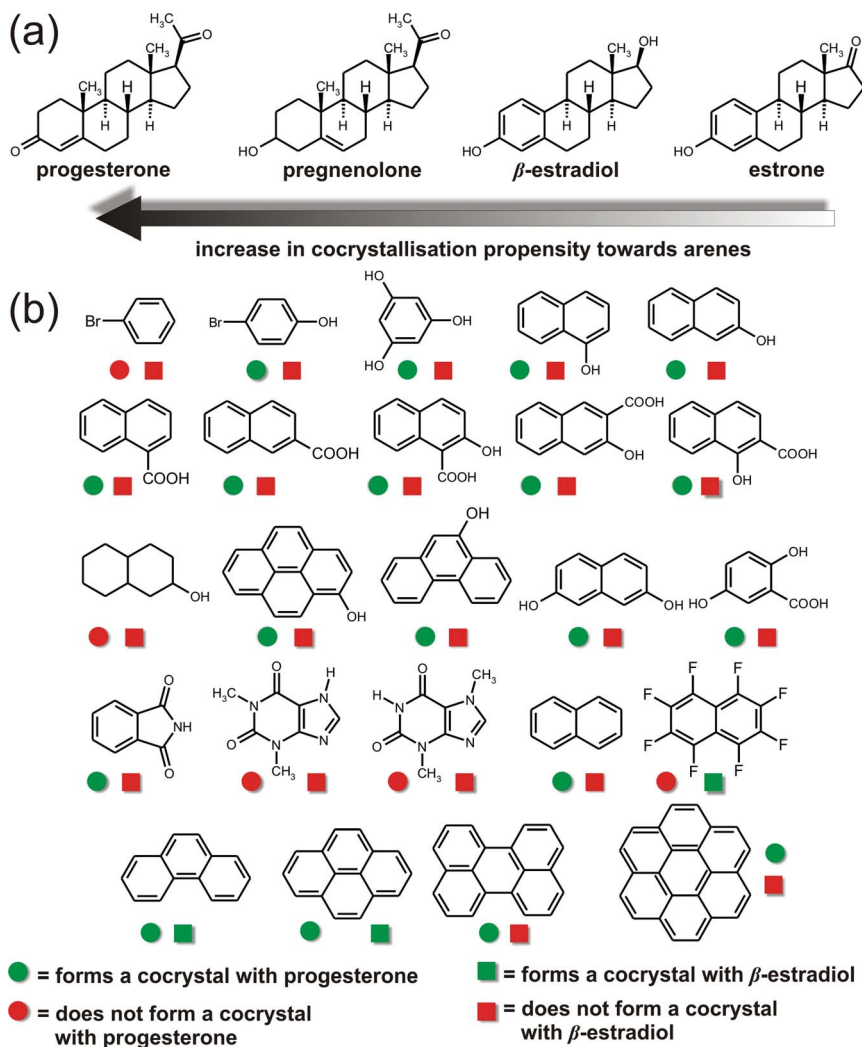 (a)
H₃C
O
CH₃
CH₃
H
H
H
O
progesterone
H₃C
O
CH₃
CH₃
H
H
H
HO
pregnenolone
OH
H₃C
H
H
H
HO
β-estradiol
O
H₃C
H
H
H
HO
estrone
increase in cocrystallisation propensity towards arenes
(b)
Br
Br
OH
HO
OH
HO
OH
OH
COOH
COOH
OH
COOH
COOH
OH
COOH
OH
OH
OH
OH
HO
OH
OH
HO
COOH
O
NH
O
O
H
H₃C
N
N
O
N
N
CH₃
O
CH₃
H
N
N
O
N
N
CH₃
F
F
F
F
F
F
F
F
= forms a cocrystal with progesterone
= does not form a cocrystal
with progesterone
= forms a cocrystal with β-estradiol
= does not form a cocrystal
with β-estradiol